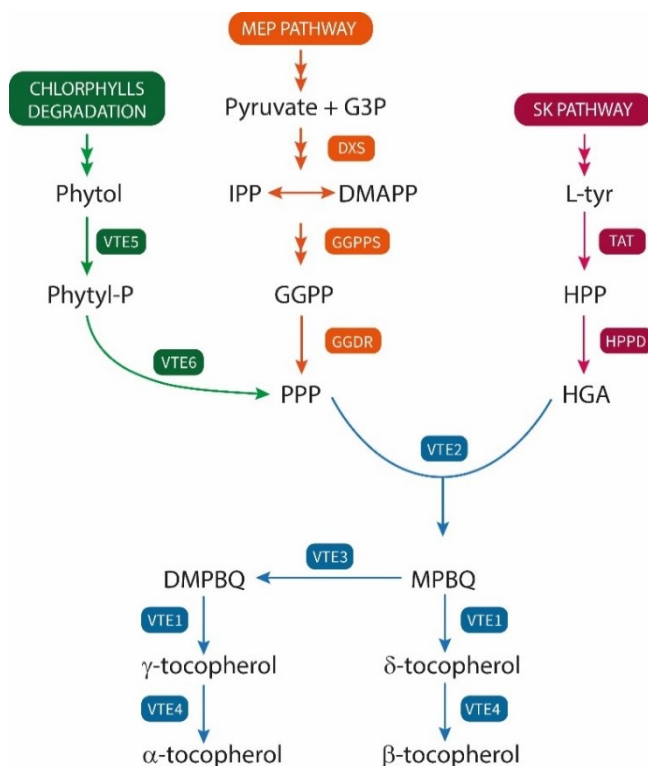 MEP PATHWAY
CHLORPHYLLS
DEGRADATION
Pyruvate + G3P
SK PATHWAY
DXS
Phytol
IPP
DMAPP
L-tyr
VTE5
GGPPS
TAT
Phytyl-P
GGPP
HPP
VTE6
GGDR
HPPD
PPP
HGA
VTE2
VTE3
DMPBQ
MPBQ
VTE1
VTE1
γ-tocopherol
δ-tocopherol
VTE4
VTE4
α-tocopherol
β-tocopherol